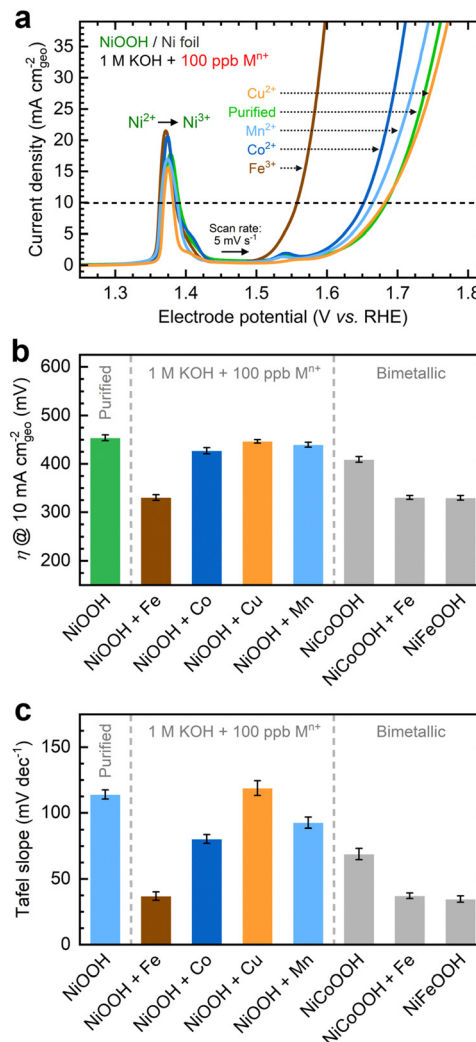 a
NiOOH / Ni foil
1 M KOH + 100 ppb Mⁿ⁺
Ni²⁺ → Ni³⁺
Cu²⁺
Purified
Mn²⁺
Co²⁺
Fe³⁺
Scan rate:
5 mV s⁻¹
Current density (mA cm⁻²geo)
35
30
25
20
15
10
5
0
1.3 1.4 1.5 1.6 1.7 1.8
Electrode potential (V vs. RHE)
b
Purified
1 M KOH + 100 ppb Mⁿ⁺
Bimetallic
η @ 10 mA cm⁻²geo (mV)
600
500
400
300
200
NiOOH
NiOOH + Fe
NiOOH + Co
NiOOH + Cu
NiOOH + Mn
NiCoOOH
NiCoOOH + Fe
NiFeOOH
c
Purified
1 M KOH + 100 ppb Mⁿ⁺
Bimetallic
Tafel slope (mV dec⁻¹)
150
100
50
0
NiOOH
NiOOH + Fe
NiOOH + Co
NiOOH + Cu
NiOOH + Mn
NiCoOOH
NiCoOOH + Fe
NiFeOOH